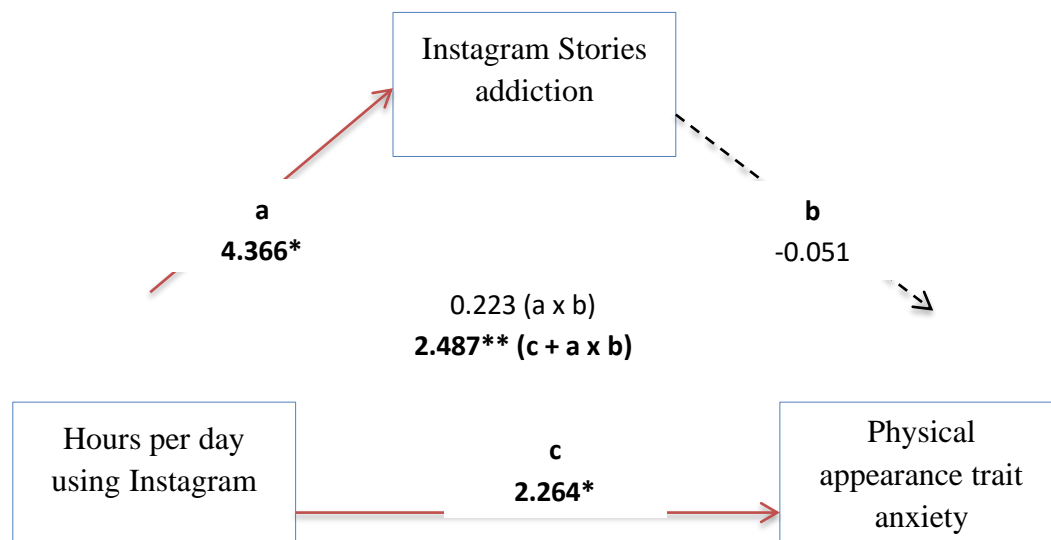 Instagram Stories
addiction
a
4.366*
b
-0.051
0.223 (a x b)
2.487** (c + a x b)
Hours per day
using Instagram
c
2.264*
Physical
appearance trait
anxiety